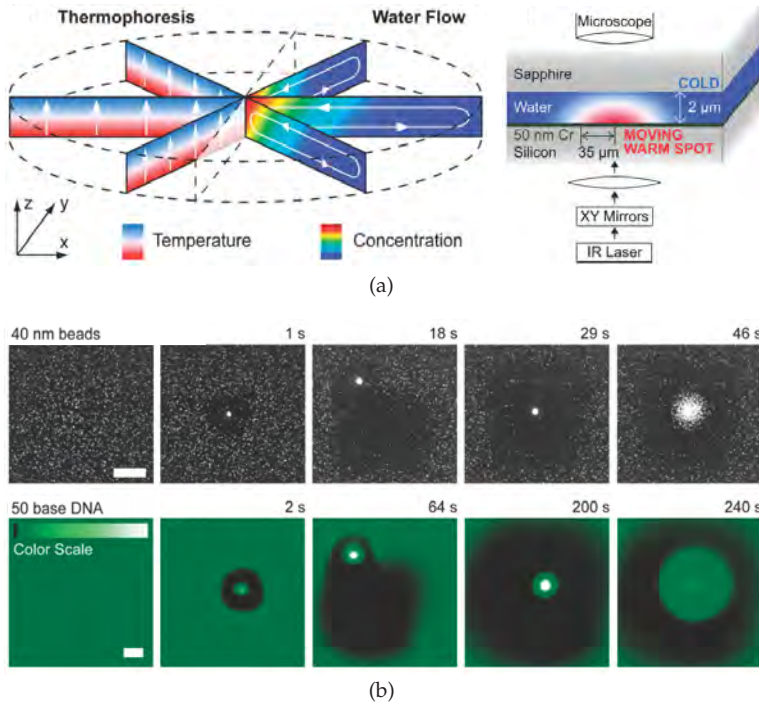 Thermophoresis
Water Flow
z
y
x
Temperature
Concentration
Microscope
Sapphire
COLD
Water
2 µm
50 nm Cr
Silicon
35 µm
MOVING
WARM SPOT
XY Mirrors
IR Laser
(a)
40 nm beads
1 s
18 s
29 s
46 s
50 base DNA
2 s
64 s
200 s
240 s
Color Scale
(b)